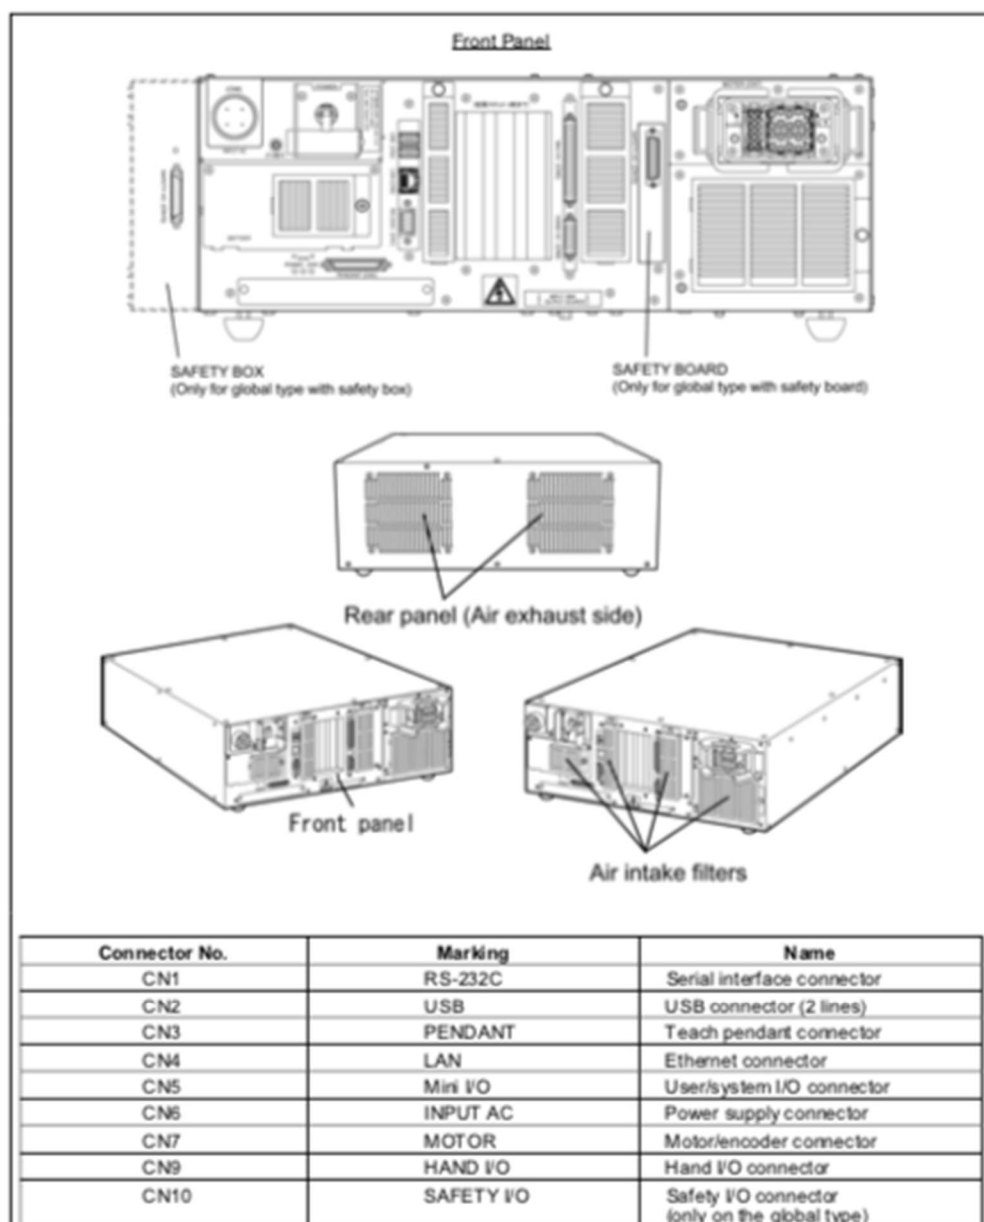 Front Panel
SAFETY BOX
(Only for global type with safety box)
SAFETY BOARD
(Only for global type with safety board)
Rear panel (Air exhaust side)
Front panel
Air intake filters
Connector No. Marking Name
CN1 RS-232C Serial interface connector
CN2 USB USB connector (2 lines)
CN3 PENDANT Teach pendant connector
CN4 LAN Ethernet connector
CN5 Mini I/O User/system I/O connector
CN6 INPUT AC Power supply connector
CN7 MOTOR Motor/encoder connector
CN9 HAND I/O Hand I/O connector
CN10 SAFETY I/O Safety I/O connector
(only on the global type)